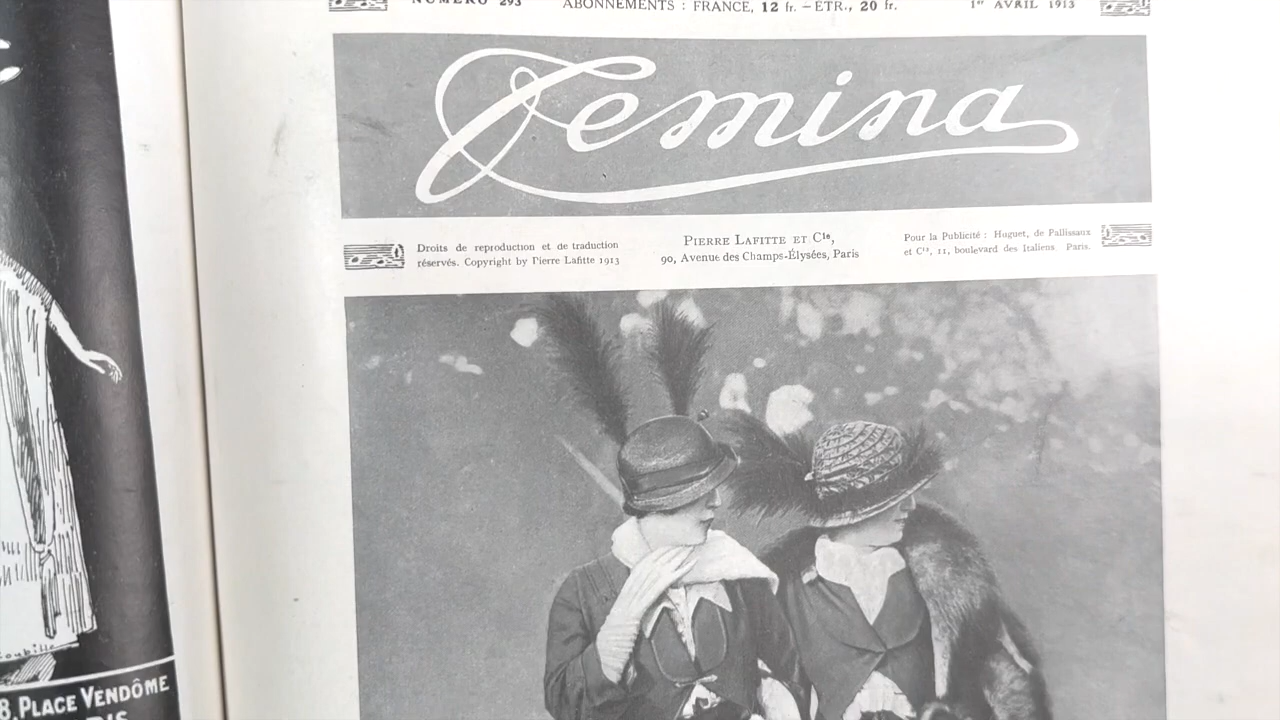 NUMÉRO 293
ABONNEMENTS : FRANCE, 12 fr. — ETR., 20 fr.
1er AVRIL 1913
Femina
Droits de reproduction et de traduction
réservés. Copyright by Pierre Lafitte 1913
PIERRE LAFITTE ET Cie,
90, Avenue des Champs-Élysées, Paris
Pour la Publicité : Huguet, de Pallissaux
et Cie, 11, boulevard des Italiens. Paris.
8, PLACE VENDÔME